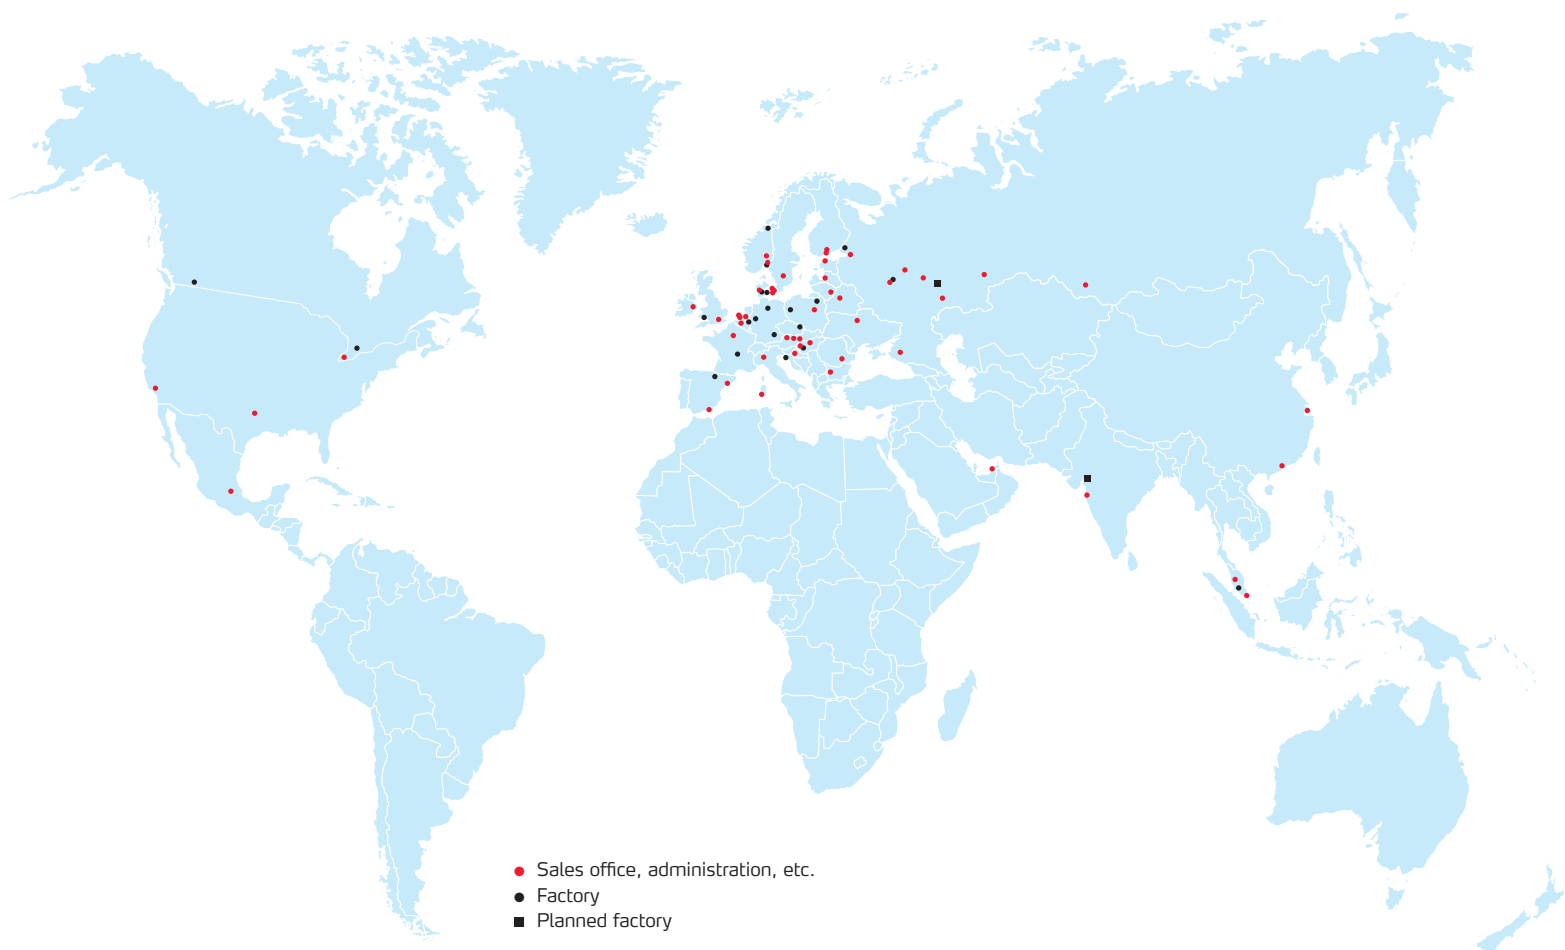 Sales office, administration, etc.
Factory
Planned factory